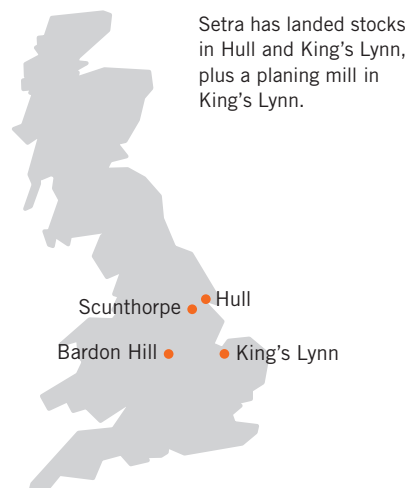 Setra has landed stocks
in Hull and King’s Lynn,
plus a planing mill in
King’s Lynn.
Hull
Scunthorpe
Bardon Hill
King’s Lynn